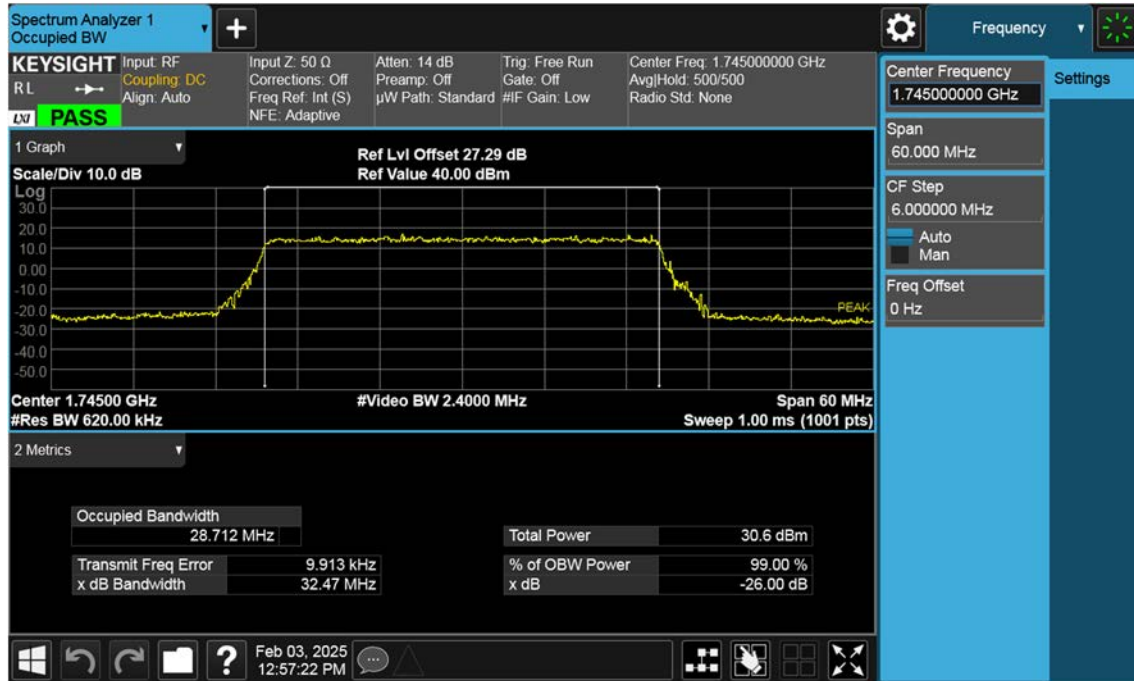 Spectrum Analyzer 1
Occupied BW
+
Frequency
KEYSIGHT
RL
LXI PASS
Input: RF
Coupling: DC
Align: Auto
Input Z: 50 Ω
Corrections: Off
Freq Ref: Int (S)
NFE: Adaptive
Atten: 14 dB
Preamp: Off
µW Path: Standard
Trig: Free Run
Gate: Off
#IF Gain: Low
Center Freq: 1.745000000 GHz
Avg|Hold: 500/500
Radio Std: None
1 Graph
Scale/Div 10.0 dB
Ref Lvl Offset 27.29 dB
Ref Value 40.00 dBm
Log
30.0
20.0
10.0
0.00
-10.0
-20.0
-30.0
-40.0
-50.0
PEAK
Center 1.74500 GHz
#Res BW 620.00 kHz
#Video BW 2.4000 MHz
Span 60 MHz
Sweep 1.00 ms (1001 pts)
2 Metrics
Occupied Bandwidth
28.712 MHz
Transmit Freq Error 9.913 kHz
x dB Bandwidth 32.47 MHz
Total Power 30.6 dBm
% of OBW Power 99.00 %
x dB -26.00 dB
Center Frequency
1.745000000 GHz
Span
60.000 MHz
CF Step
6.000000 MHz
Auto
Man
Freq Offset
0 Hz
Settings
?
Feb 03, 2025
12:57:22 PM